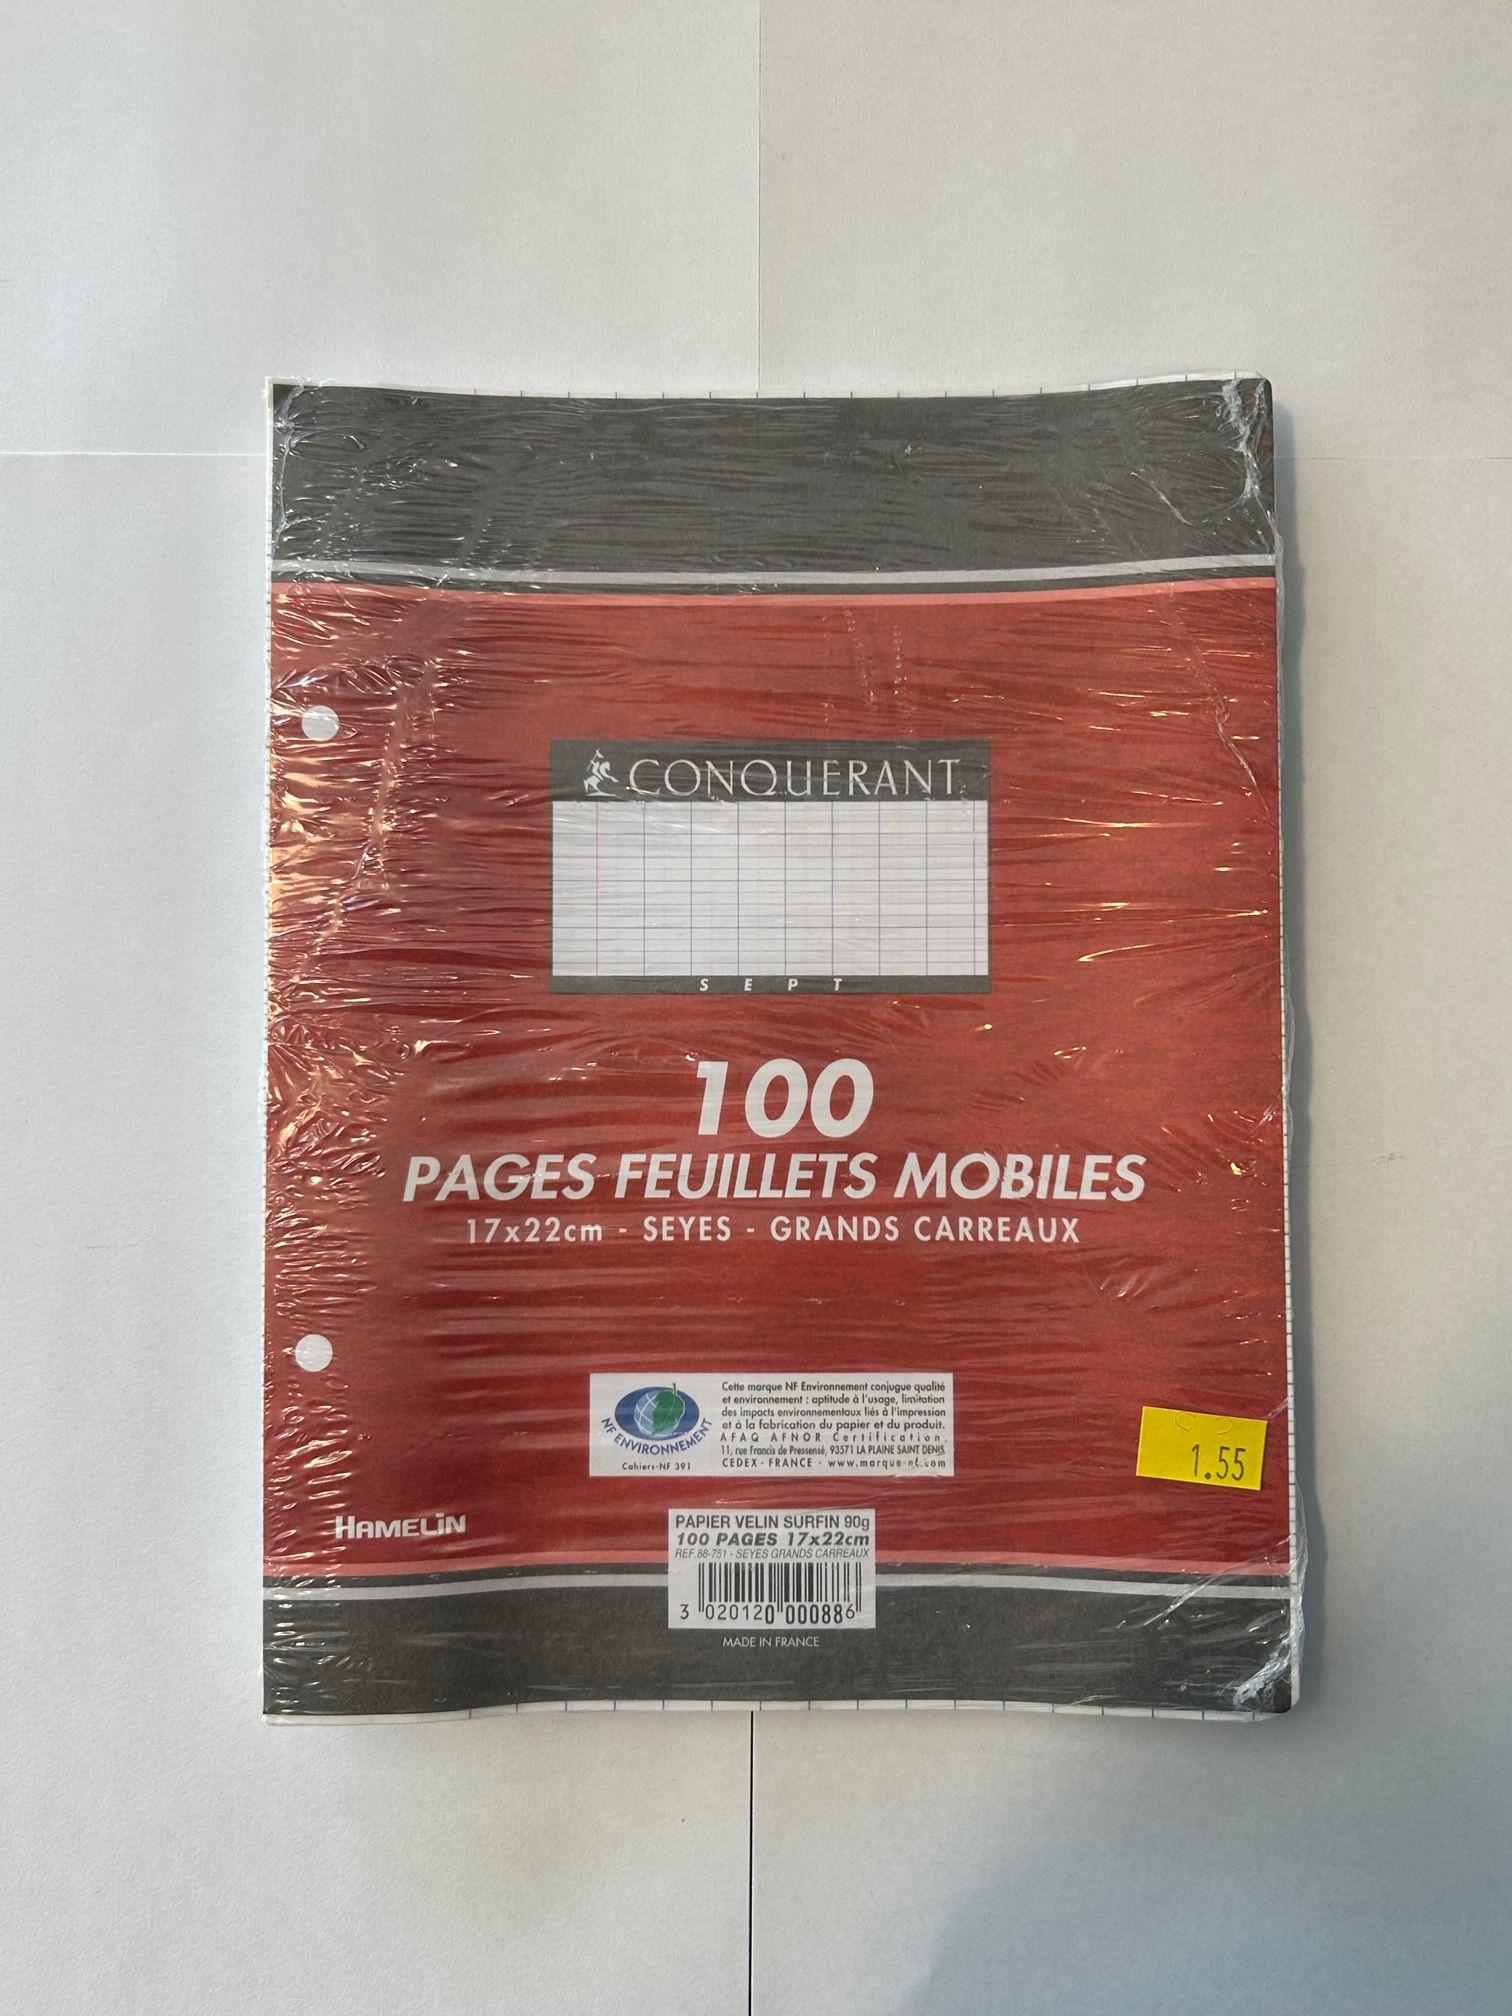 CONQUERANT
SEPT
100
PAGES FEUILLETS MOBILES
17x22cm - SEYES - GRANDS CARREAUX
NF ENVIRONNEMENT
Cahiers-NF 391
Cette marque NF Environnement conjugue qualité
et environnement : aptitude à l'usage, limitation
des impacts environnementaux liés à l'impression
et à la fabrication du papier et du produit.
AFAQ AFNOR Certification,
11, rue Francis de Pressensé, 93571 LA PLAINE SAINT DENIS
CEDEX - FRANCE - www.marque-nf.com
1.55
HAMELIN
PAPIER VELIN SURFIN 90g
100 PAGES 17x22cm
REF.88-751 - SEYES GRANDS CARREAUX
3 020120 000886
MADE IN FRANCE